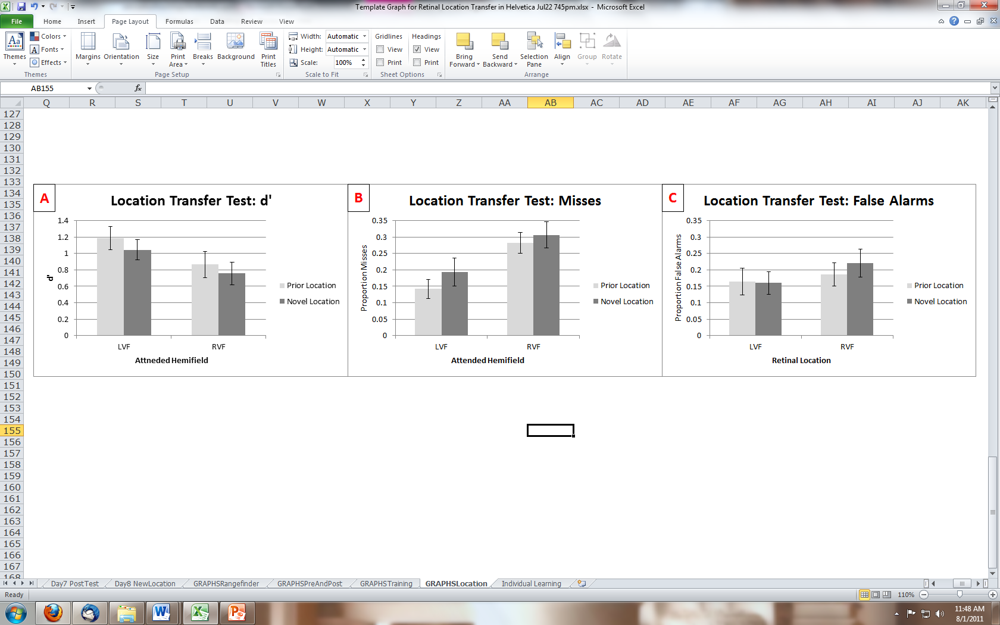 Template Graph for Retinal Location Transfer in Helvetica Jul22 745pm.xlsx - Microsoft Excel
File Home Insert Page Layout Formulas Data Review View
Themes Colors Fonts Effects Themes
Margins Orientation Size Print Area Breaks Background Print Titles Page Setup
Width: Automatic
Height: Automatic
Scale: 100%
Scale to Fit
Gridlines View Print
Headings View Print
Sheet Options
Bring Forward Send Backward Selection Pane Align Group Rotate Arrange
AB155 fx
Q R S T U V W X Y Z AA AB AC AD AE AF AG AH AI AJ AK
127
128
129
130
131
132
133
134
135
136
137
138
139
140
141
142
143
144
145
146
147
148
149
150
151
152
153
154
155
156
157
158
159
160
161
162
163
164
165
166
167
168
A
Location Transfer Test: d'
1.4
1.2
1
0.8
0.6
0.4
0.2
0
d'
LVF RVF
Attneded Hemifield
Prior Location
Novel Location
B
Location Transfer Test: Misses
0.35
0.3
0.25
0.2
0.15
0.1
0.05
0
Proportion Misses
LVF RVF
Attended Hemifield
Prior Location
Novel Location
C
Location Transfer Test: False Alarms
0.35
0.3
0.25
0.2
0.15
0.1
0.05
0
Proportion False Alarms
LVF RVF
Retinal Location
Prior Location
Novel Location
Day7 PostTest Day8 NewLocation GRAPHSRangefinder GRAPHSPreAndPost GRAPHSTraining GRAPHSLocation Individual Learning
Ready 110%
11:48 AM
8/1/2011